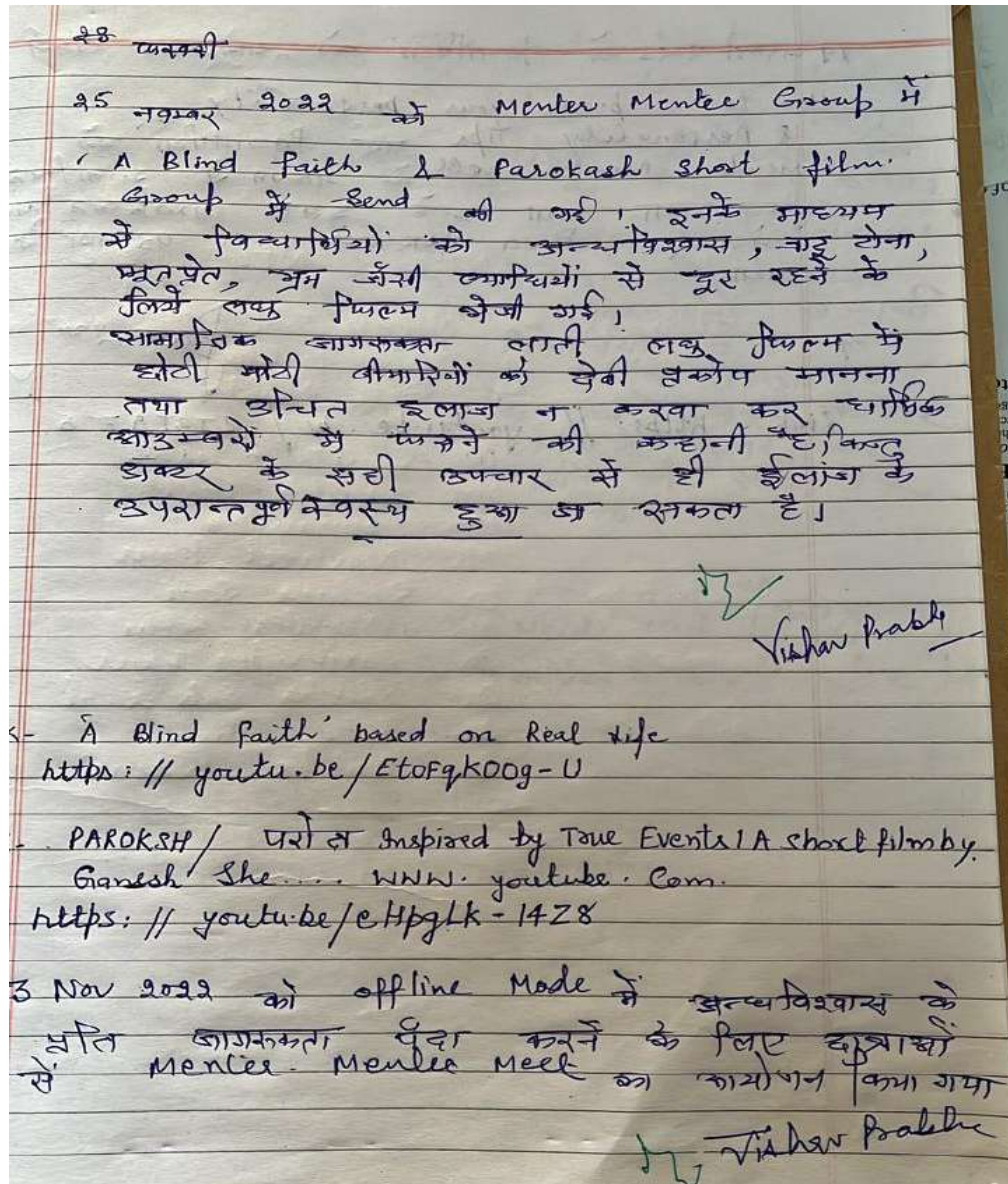 28 फरवरी
25 नवम्बर 2022 को Menter Mentee Group में
A Blind Faith & Parokash short film.
Group में Send की गई। इनके माध्यम
से विद्यार्थियों को अन्धविश्वास, जादू टोना,
भूतप्रेत, भ्रम जैसी व्याधियों से दूर रहने के
लिये लघु फिल्म भेजी गई।
सामाजिक जागरुकता लाती लघु फिल्म में
छोटी मोटी बीमारियों को देवी प्रकोप मानना
तथा उचित इलाज न करवा कर धार्मिक
आडम्बरों में फंसने की कहानी है, किन्तु
डाक्टर के सही उपचार से ही ईलाज के
उपरान्त पूर्ण स्वस्थ हुआ जा सकता है।
Vishav Prabh
'A Blind Faith' based on Real Life
https://youtu.be/EtoFqKOOg-U
PAROKSH / परोक्ष Inspired by True Events / A short film by.
Ganesh She.... WWW.youtube.Com.
https://youtu.be/eHpgLk-14Z8
3 Nov 2022 को offline Mode में अन्धविश्वास के
प्रति जागरुकता पैदा करने के लिए छात्राओं
से Mentee Meet का आयोजन किया गया
Vishav Prabh